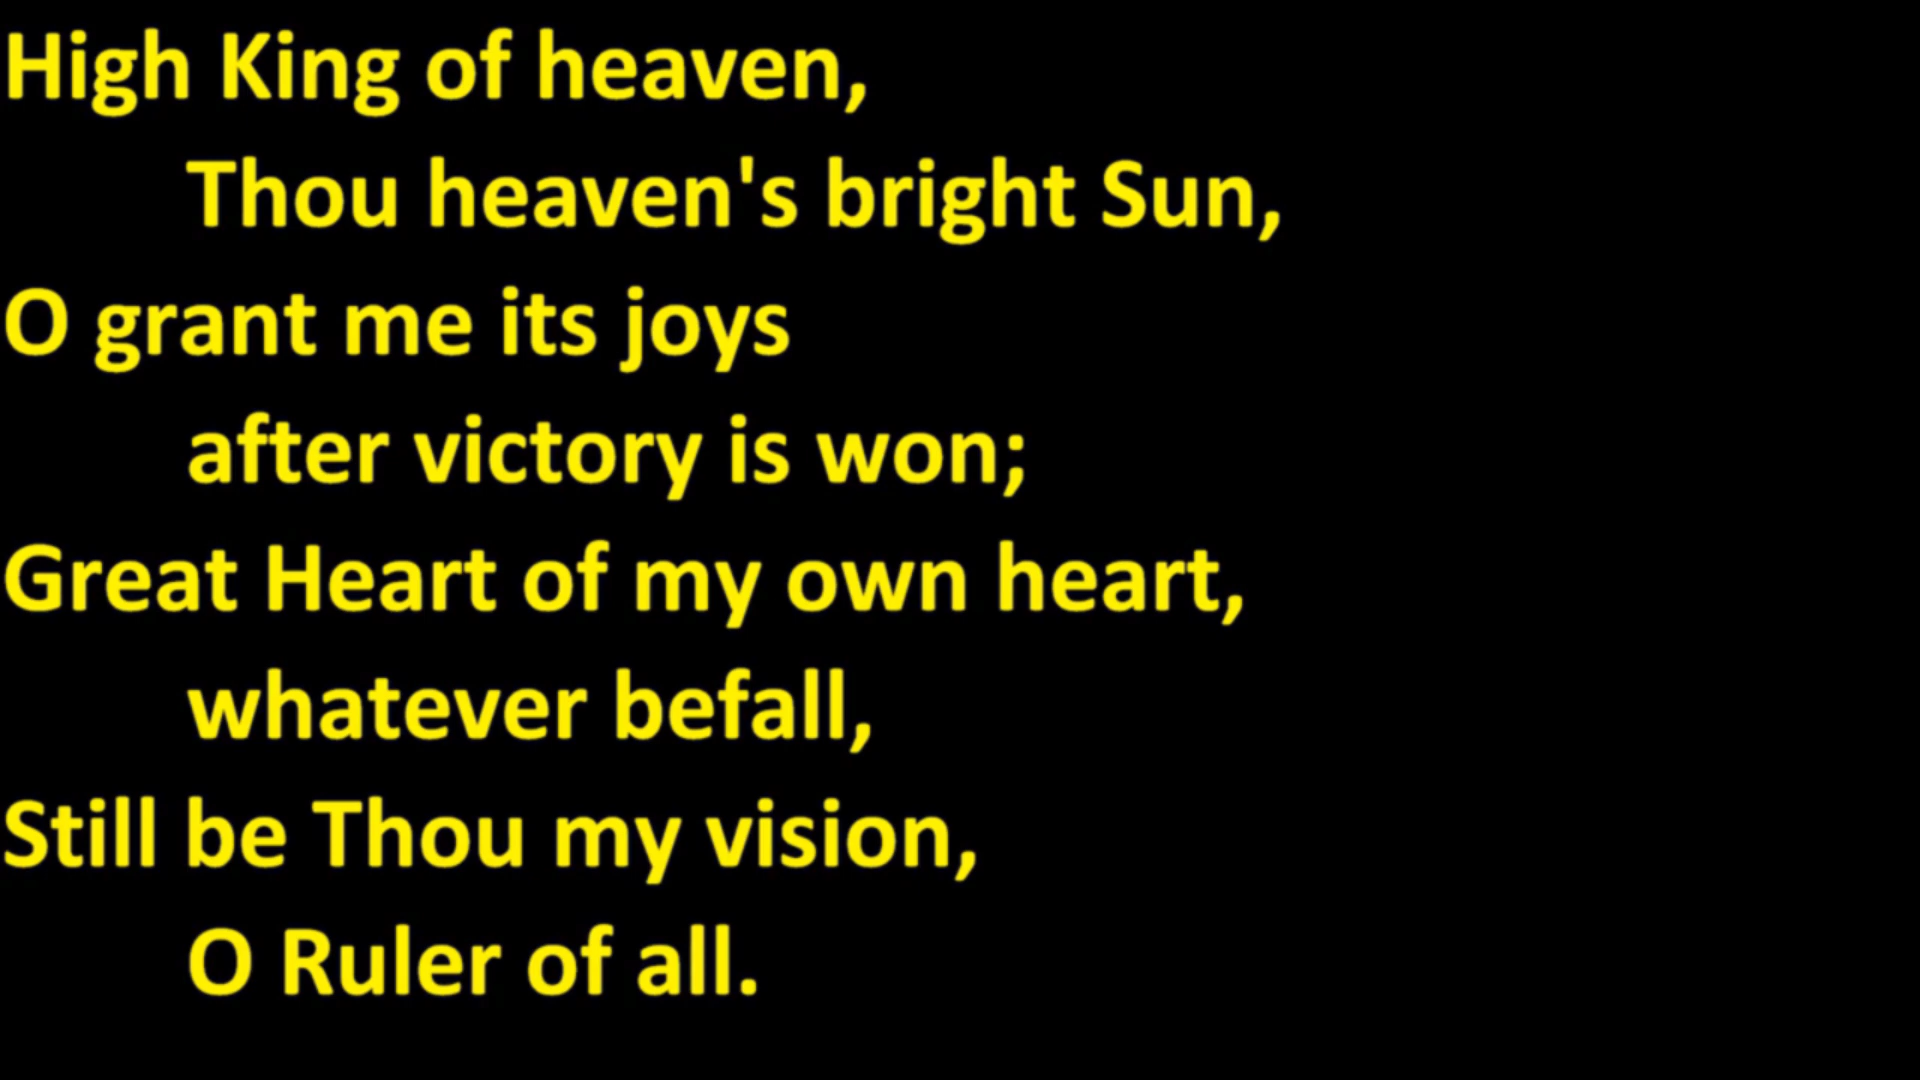 High King of heaven,
Thou heaven's bright Sun,
O grant me its joys
after victory is won;
Great Heart of my own heart,
whatever befall,
Still be Thou my vision,
O Ruler of all.